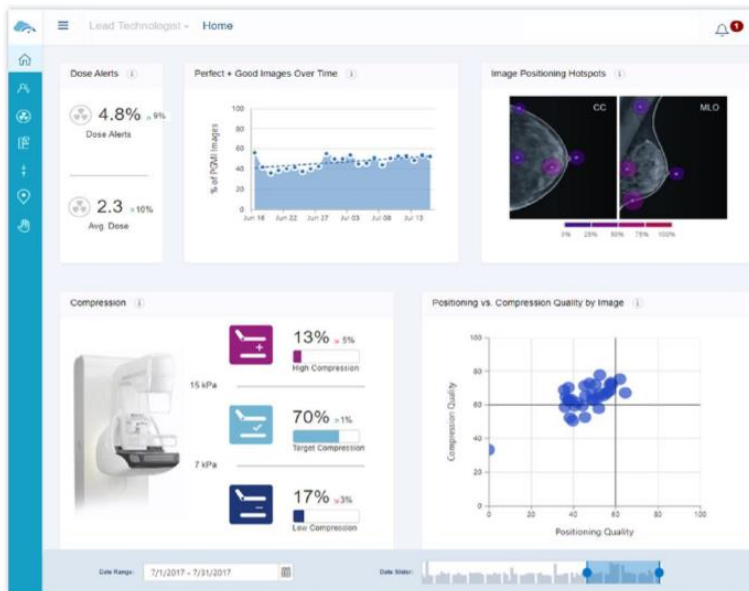 Lead Technologist Home
1
Dose Alerts
4.8% 9%
Dose Alerts
2.3 10%
Avg. Dose
Perfect + Good Images Over Time
% of PGMI Images
100
80
60
40
20
0
Jun 16 Jun 22 Jun 27 Jul 03 Jul 08 Jul 13
Image Positioning Hotspots
CC MLO
0% 25% 50% 75% 100%
Compression
13% 5%
High Compression
15 kPa
70% 1%
Target Compression
7 kPa
17% 3%
Low Compression
Positioning vs. Compression Quality by Image
Compression Quality
100
80
60
40
20
0
0 20 40 60 80 100
Positioning Quality
Date Range: 7/1/2017 - 7/31/2017
Date Slider: